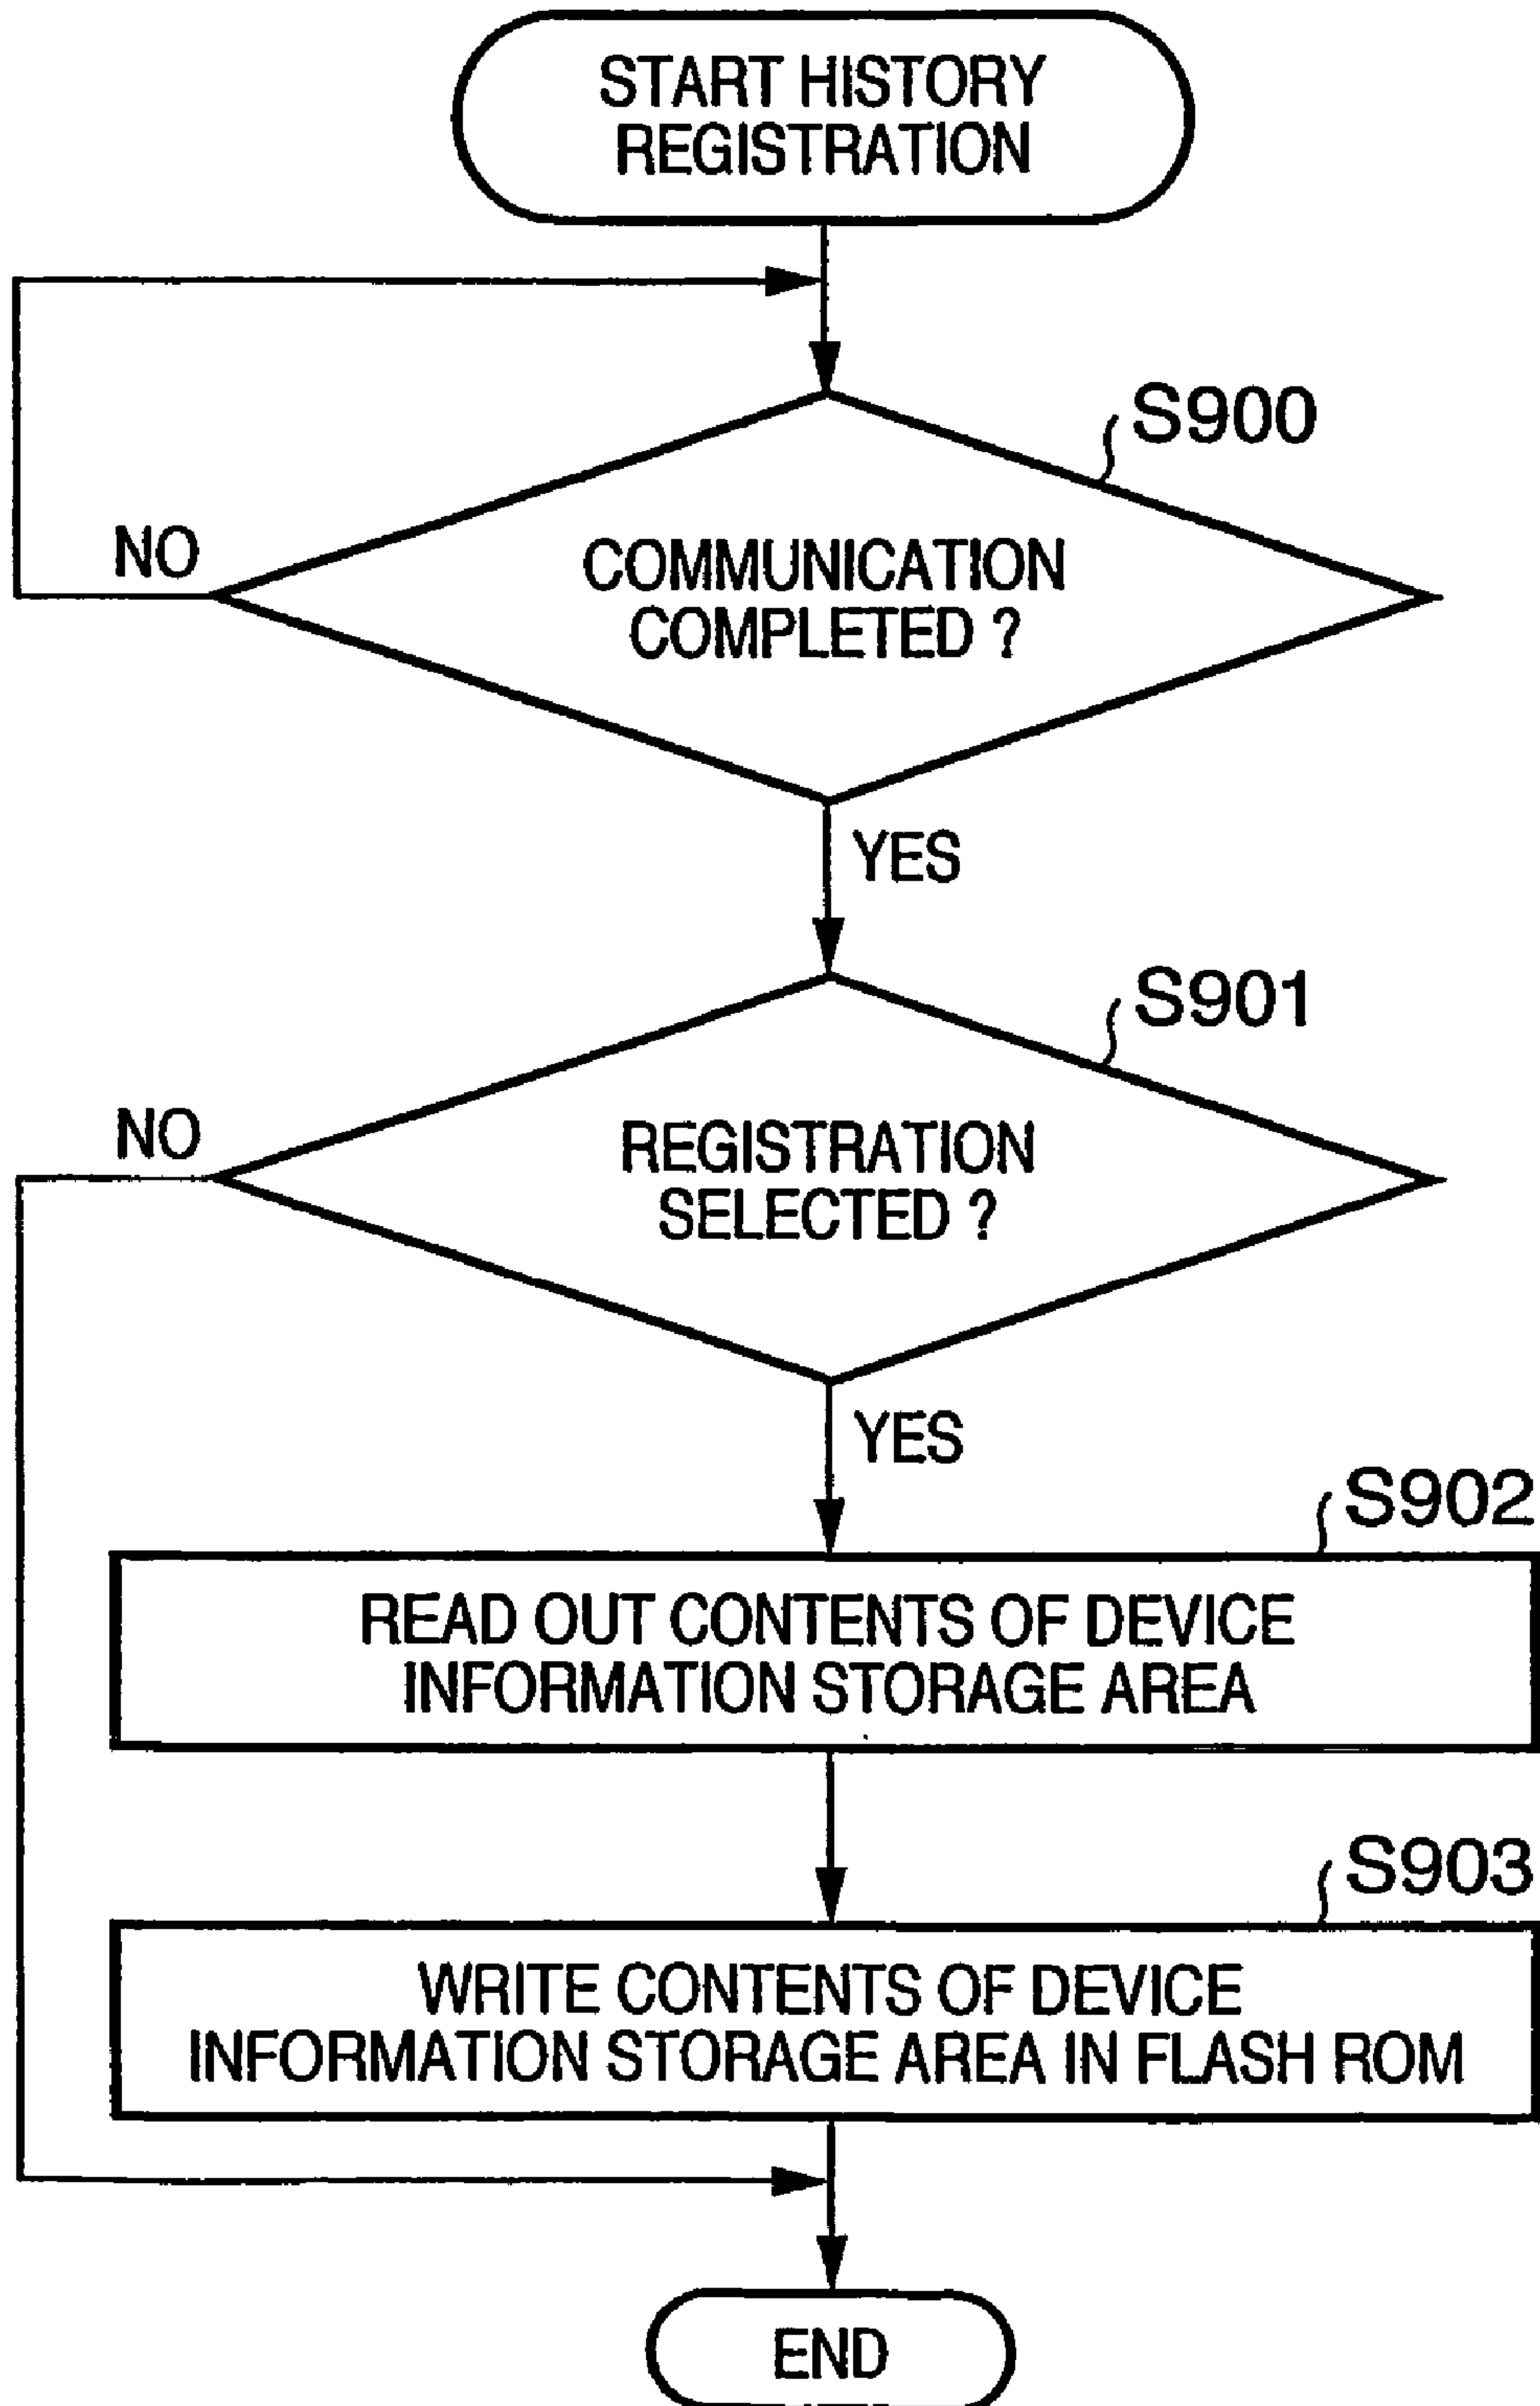 START HISTORY
REGISTRATION
S900
NO
COMMUNICATION
COMPLETED ?
YES
S901
NO
REGISTRATION
SELECTED ?
YES
S902
READ OUT CONTENTS OF DEVICE
INFORMATION STORAGE AREA
S903
WRITE CONTENTS OF DEVICE
INFORMATION STORAGE AREA IN FLASH ROM
END